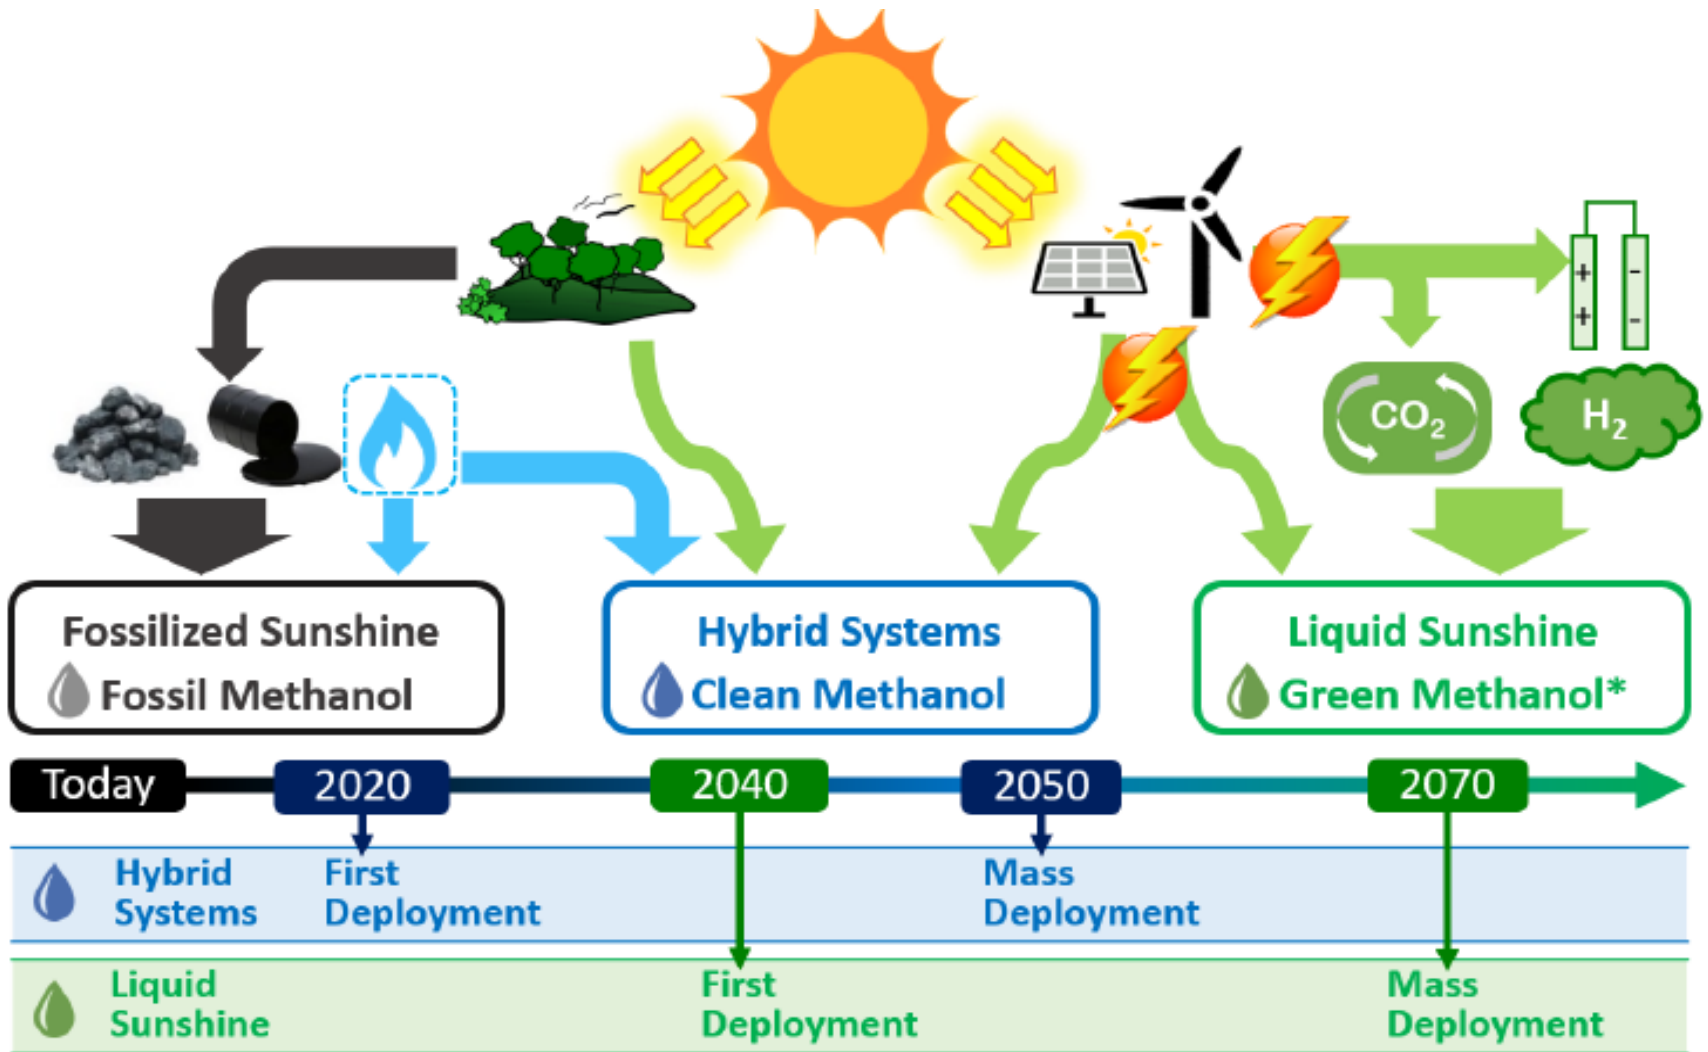 + -
+ -
CO₂
H₂
Fossilized Sunshine
Fossil Methanol
Hybrid Systems
Clean Methanol
Liquid Sunshine
Green Methanol*
Today
2020
2040
2050
2070
Hybrid
Systems
First
Deployment
Mass
Deployment
Liquid
Sunshine
First
Deployment
Mass
Deployment